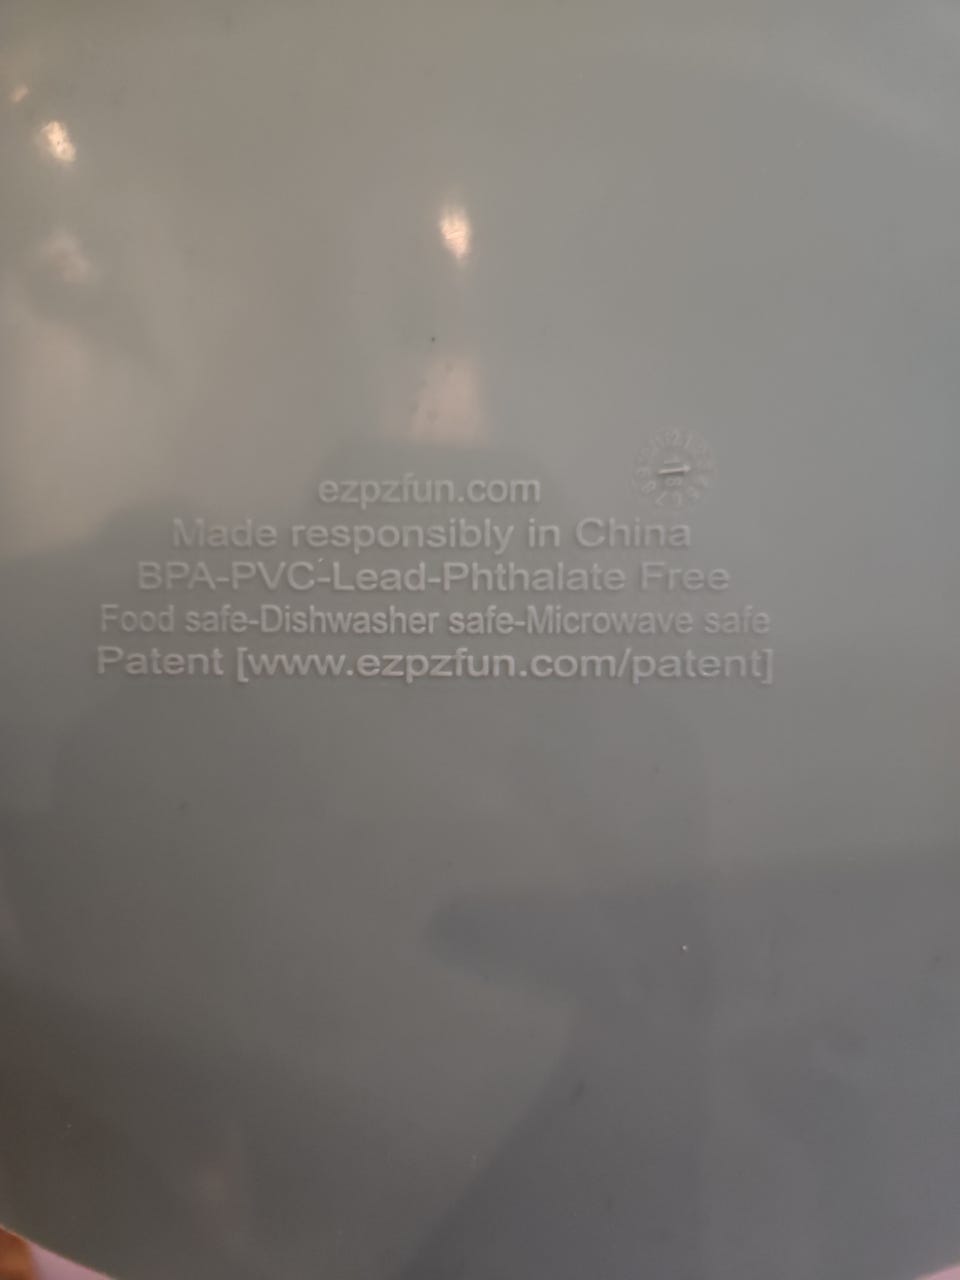 ezpzfun.com
Made responsibly in China
BPA-PVC-Lead-Phthalate Free
Food safe-Dishwasher safe-Microwave safe
Patent [www.ezpzfun.com/patent]